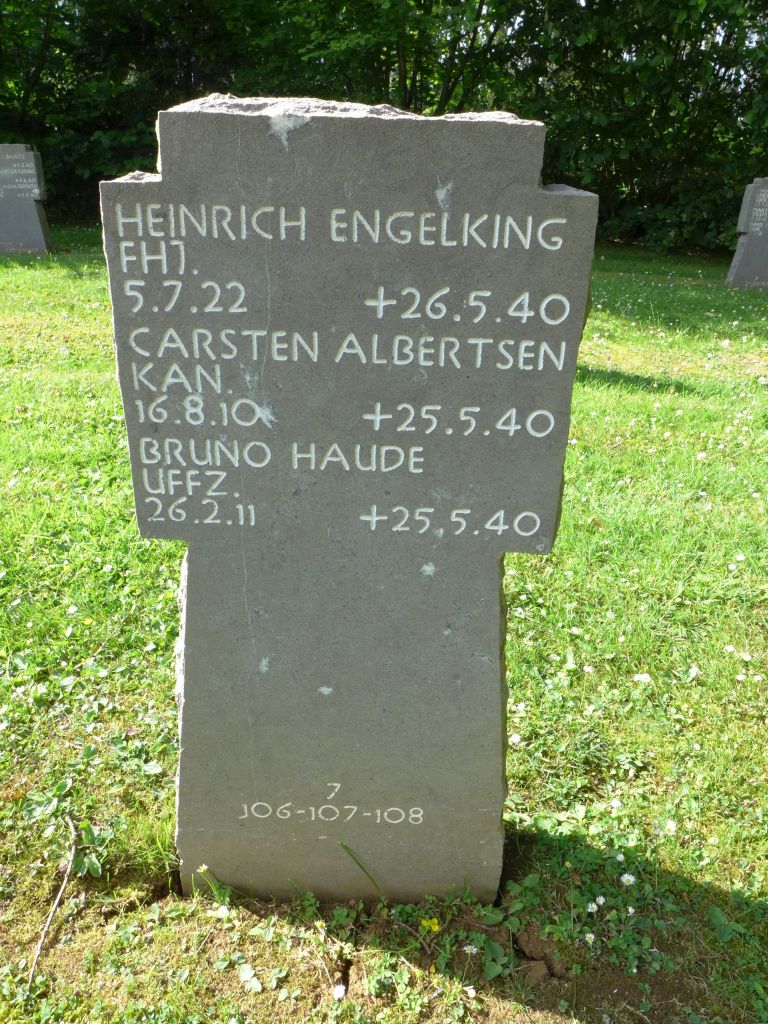 HEINRICH ENGELKING
FHJ.
5.7.22 +26.5.40
CARSTEN ALBERTSEN
KAN.
16.8.10 +25.5.40
BRUNO HAUDE
UFFZ.
26.2.11 +25.5.40
7
106-107-108